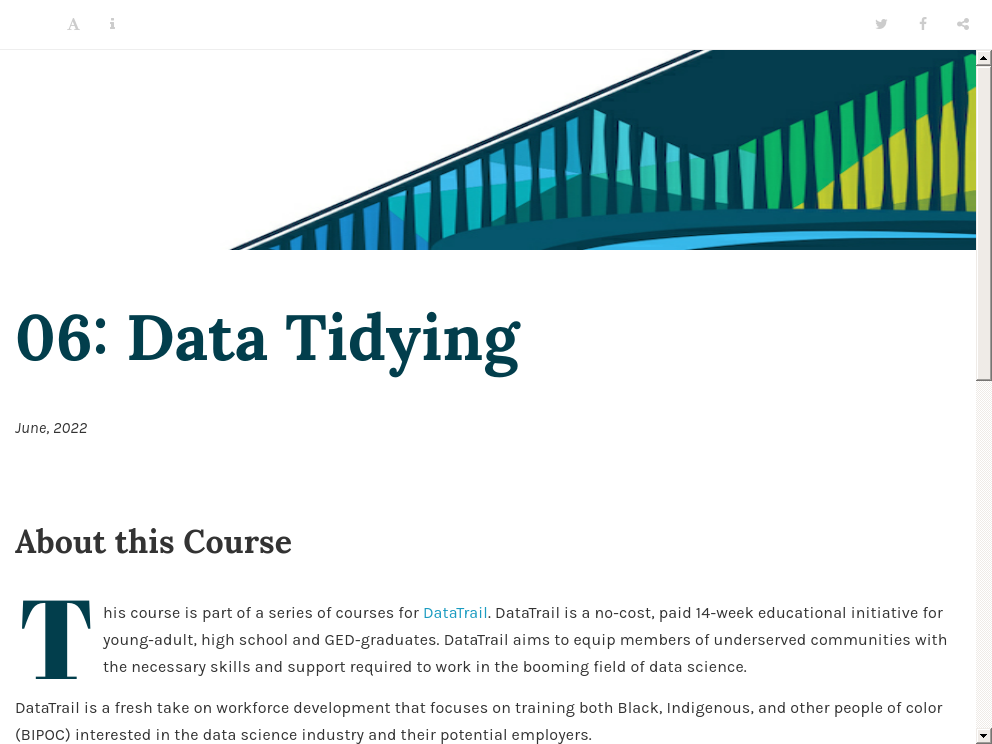 06: Data Tidying
June, 2022
About this Course
This course is part of a series of courses for DataTrail. DataTrail is a no-cost, paid 14-week educational initiative for
young-adult, high school and GED-graduates. DataTrail aims to equip members of underserved communities with
the necessary skills and support required to work in the booming field of data science.
DataTrail is a fresh take on workforce development that focuses on training both Black, Indigenous, and other people of color
(BIPOC) interested in the data science industry and their potential employers.